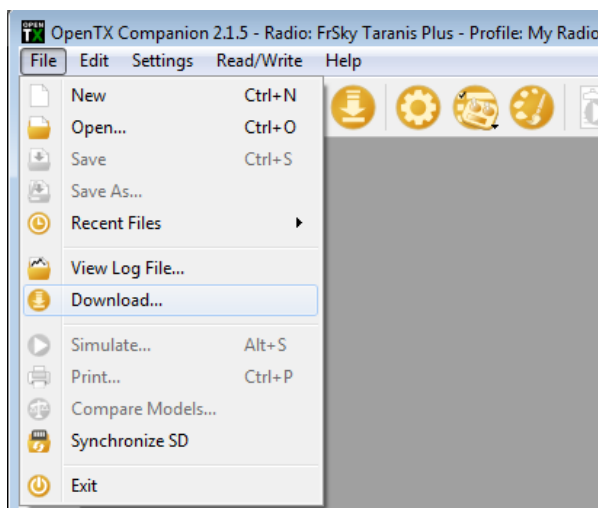 OPEN
TX
OpenTX Companion 2.1.5 - Radio: FrSky Taranis Plus - Profile: My Radio
File Edit Settings Read/Write Help
New Ctrl+N
Open... Ctrl+O
Save Ctrl+S
Save As...
Recent Files
View Log File...
Download...
Simulate... Alt+S
Print... Ctrl+P
Compare Models...
Synchronize SD
Exit